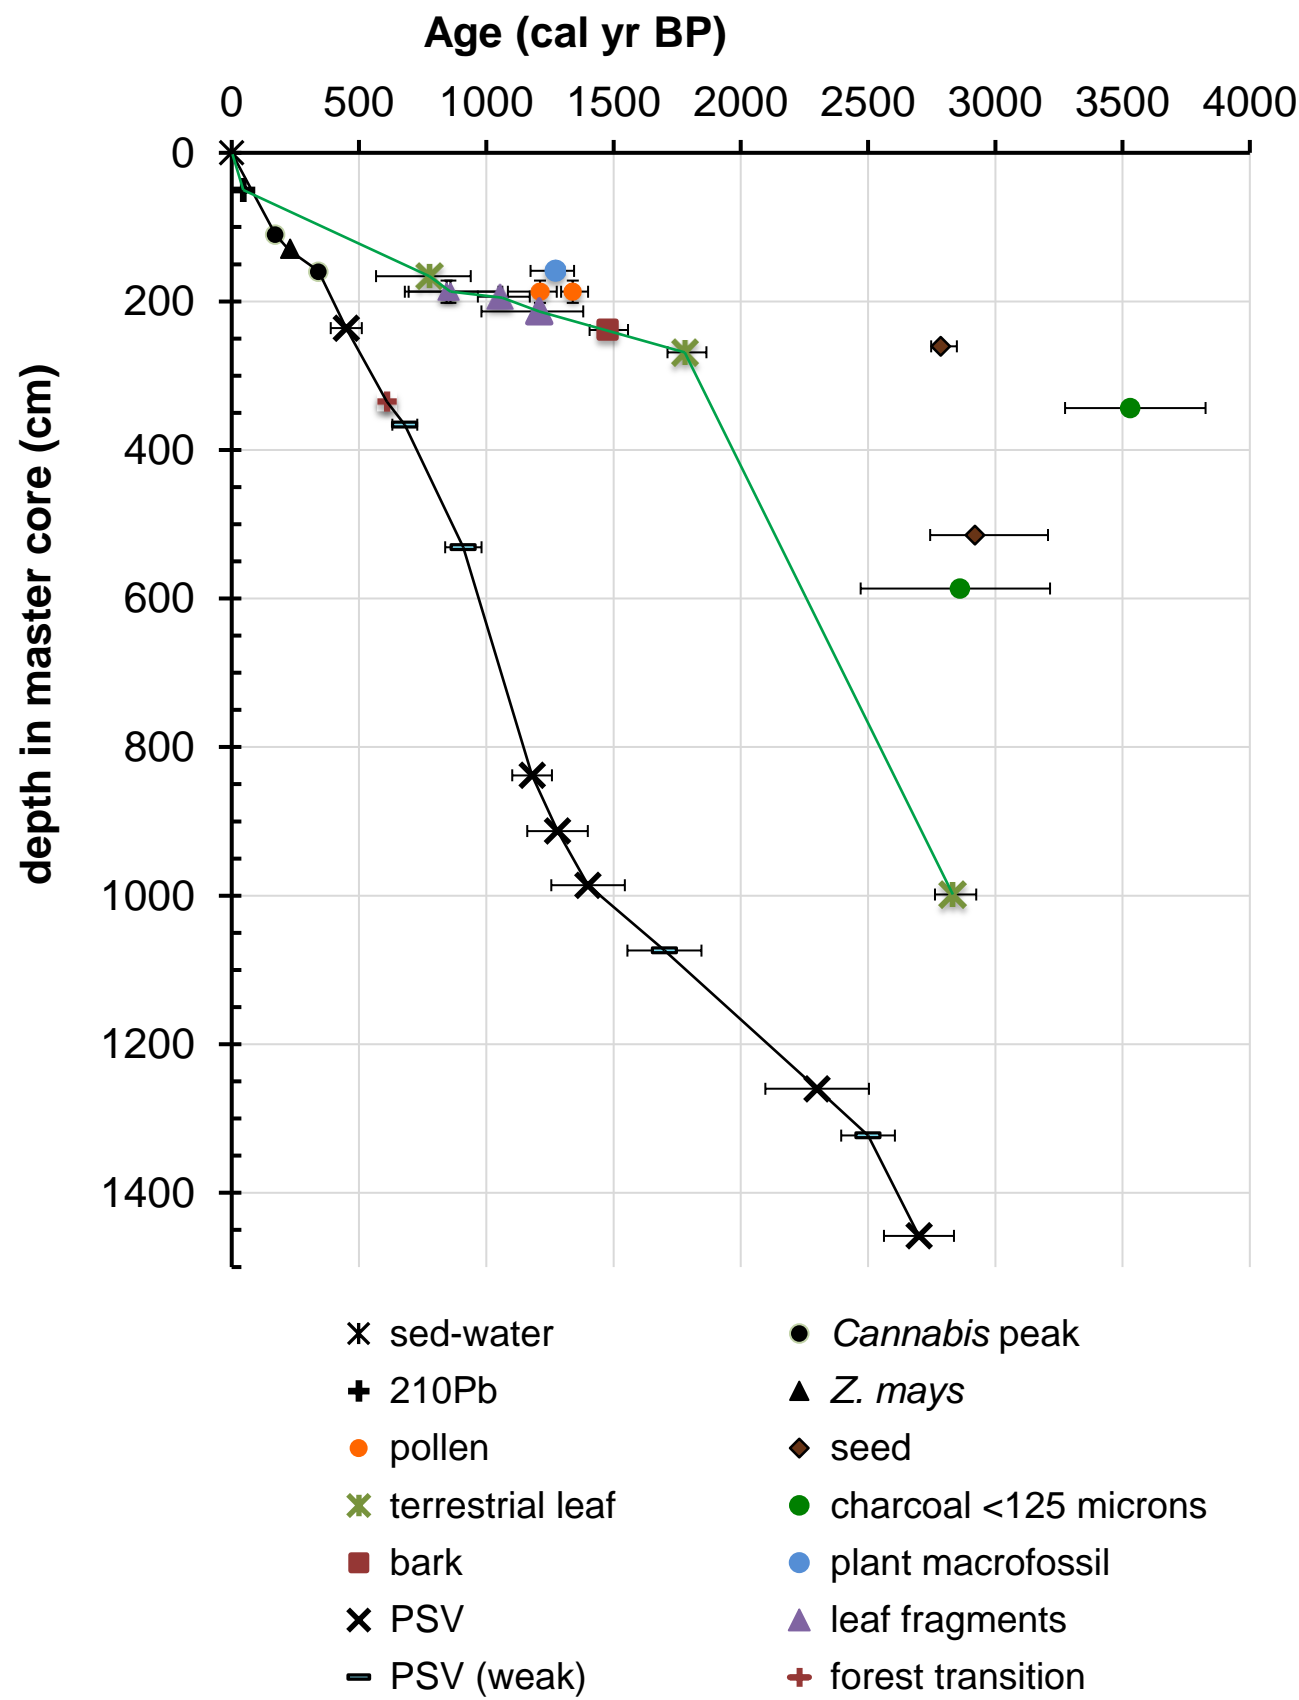 Age (cal yr BP)
0 500 1000 1500 2000 2500 3000 3500 4000
0
200
400
600
800
1000
1200
1400
depth in master core (cm)
sed-water
Cannabis peak
210Pb
Z. mays
pollen
seed
terrestrial leaf
charcoal <125 microns
bark
plant macrofossil
PSV
leaf fragments
PSV (weak)
forest transition